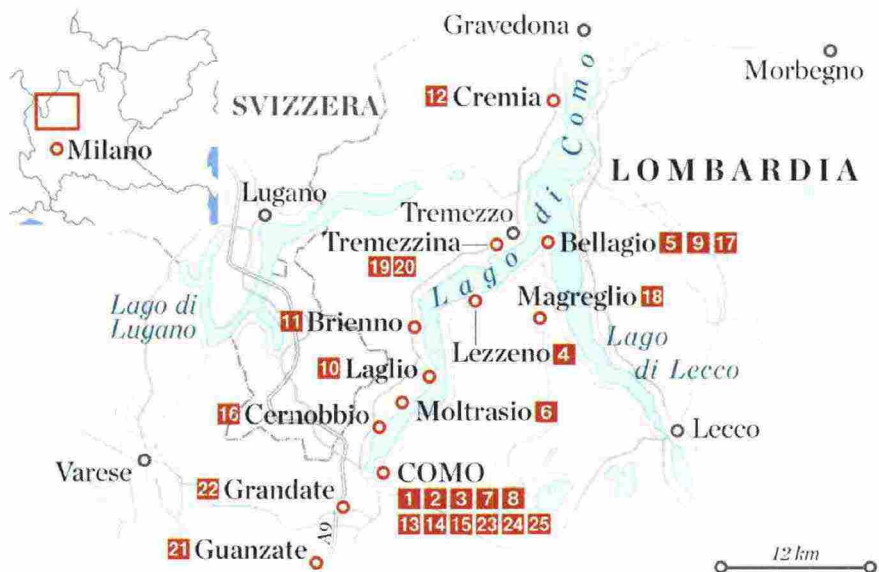 Gravedona
Morbegno
12 Cremia
SVIZZERA
Milano
LOMBARDIA
Lugano
Tremezzo
Tremezzina
19 20
Bellagio 5 9 17
Lago di Como
Magreglio 18
Lago di
Lugano
11 Brienno
Lago
di Lecco
Lezzeno 4
10 Laglio
16 Cernobbio
Moltrasio 6
Lecco
Varese
COMO
1 2 3 7 8
13 14 15 23 24 25
22 Grandate
A9
21 Guanzate
12 km